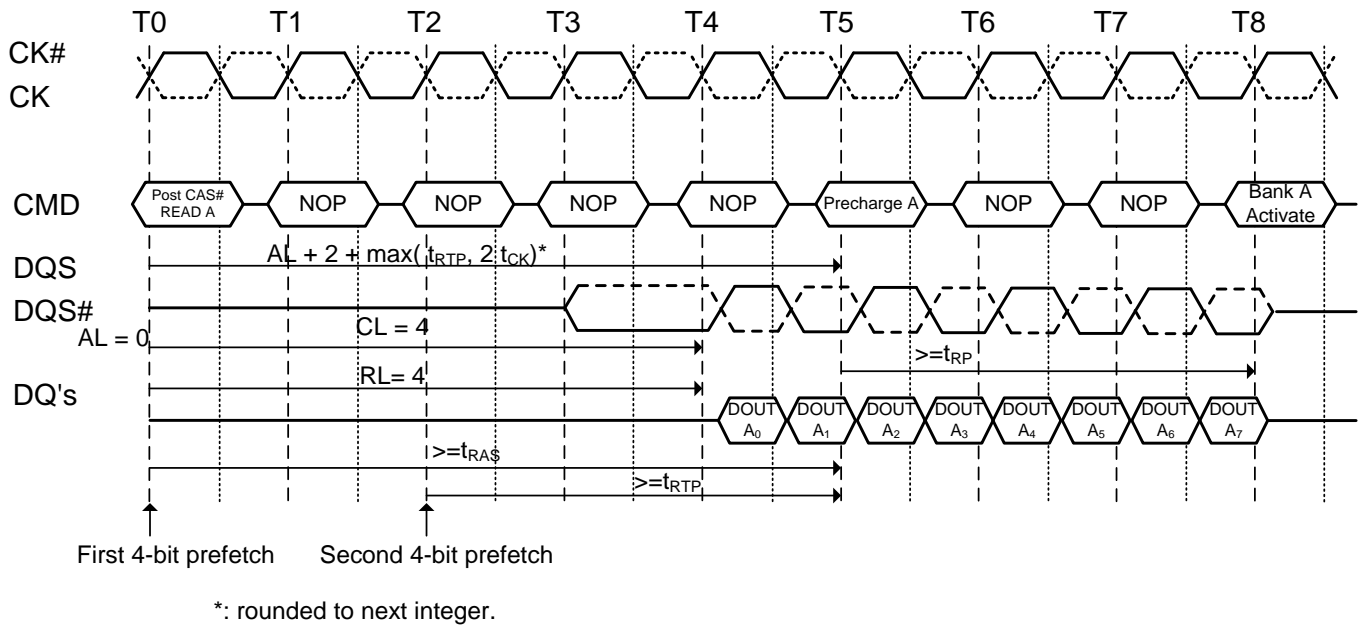 T0 T1 T2 T3 T4 T5 T6 T7 T8
CK#
CK
CMD
Post CAS#
READ A
NOP NOP NOP NOP Precharge A NOP NOP
Bank A
Activate
AL + 2 + max( tRTP, 2 tCK)*
DQS
DQS#
CL = 4
AL = 0
>=tRP
RL= 4
DQ's
DOUT DOUT DOUT DOUT DOUT DOUT DOUT DOUT
A0 A1 A2 A3 A4 A5 A6 A7
>=tRAS
>=tRTP
First 4-bit prefetch Second 4-bit prefetch
*: rounded to next integer.